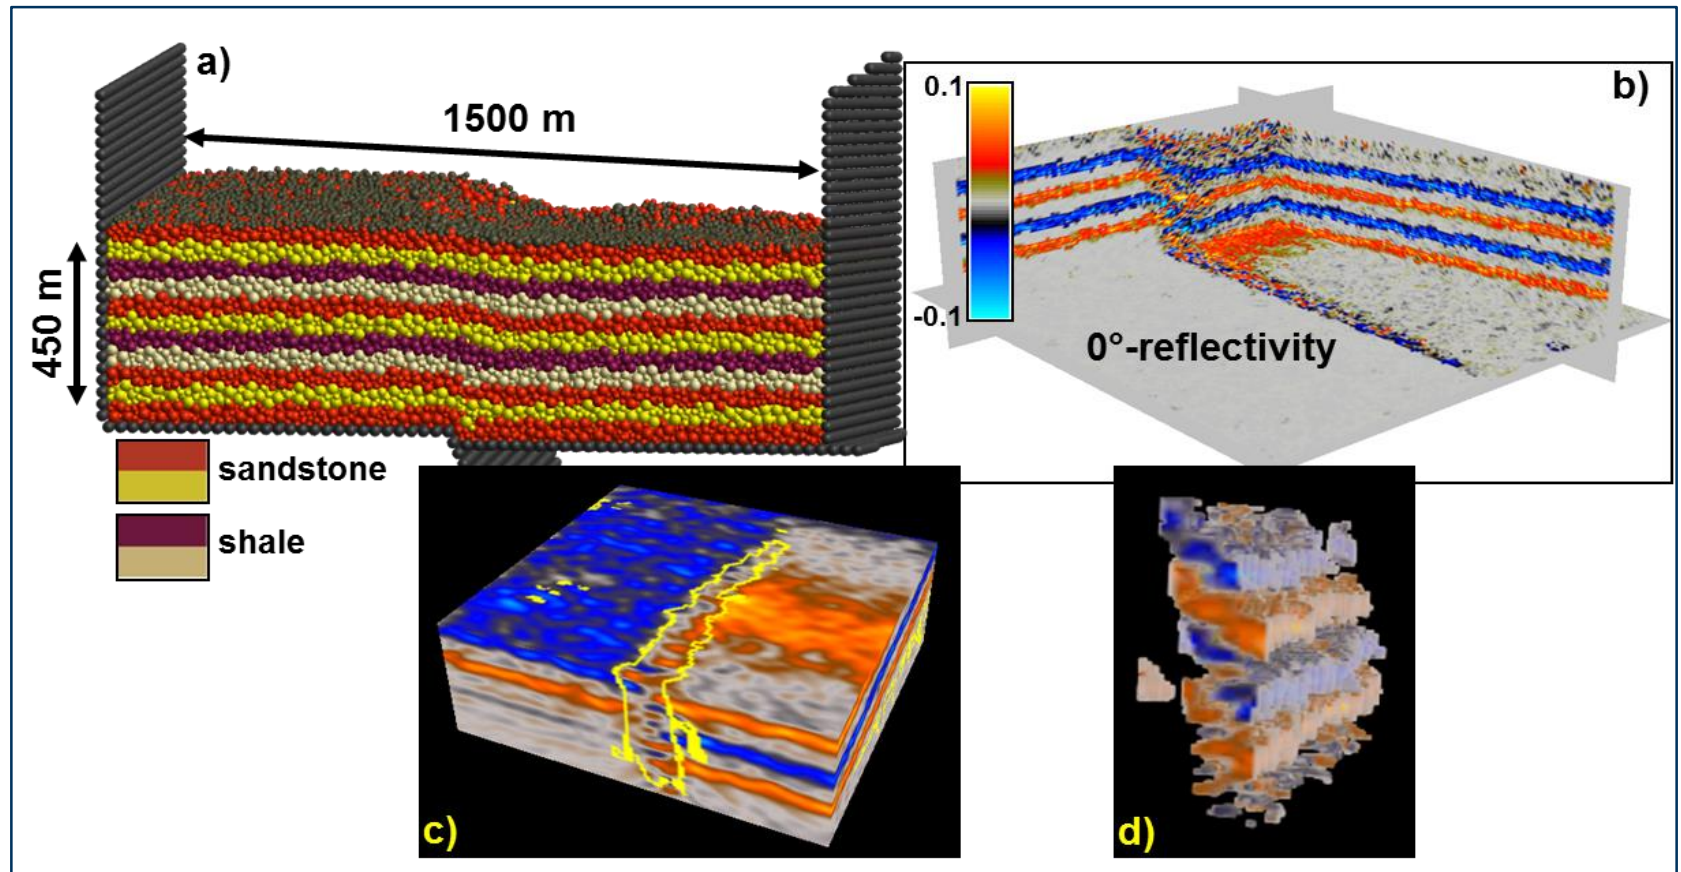 a)
1500 m
450 m
sandstone
shale
b)
0.1
-0.1
0°-reflectivity
c)
d)